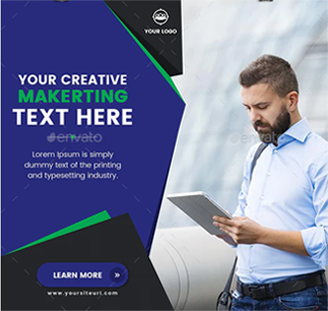 YOUR LOGO
YOUR CREATIVE
MAKERTING
TEXT HERE
envato
envato
Lorem Ipsum is simply
dummy text of the printing
and typesetting industry.
LEARN MORE »
www.yoursiteurl.com